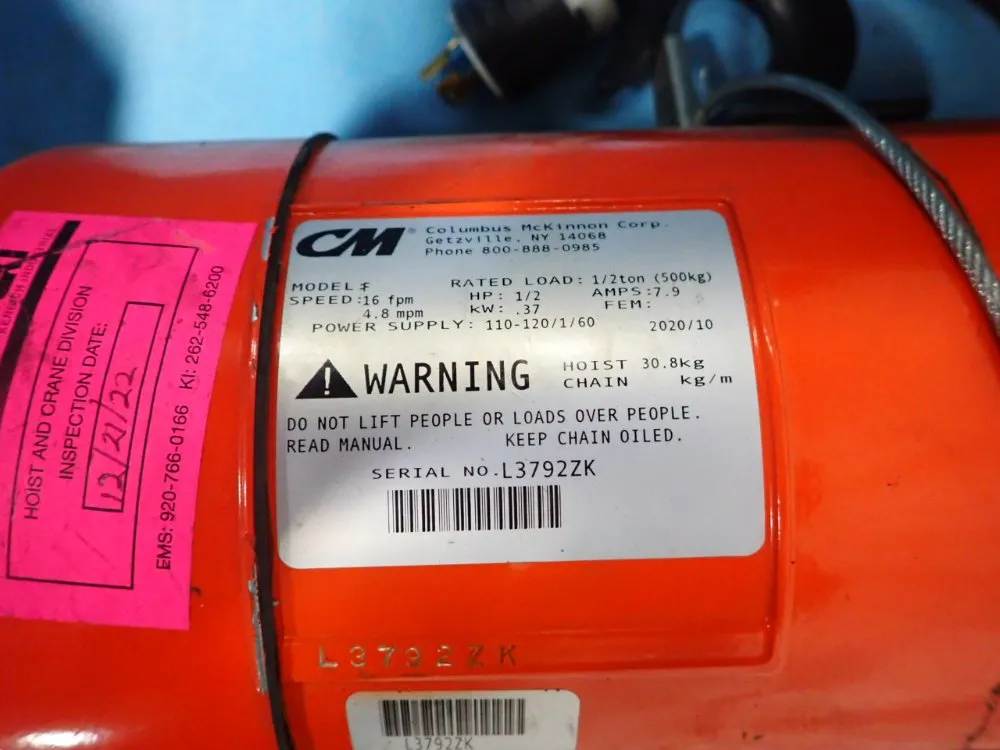 CM®
Columbus McKinnon Corp.
Getzville, NY 14068
Phone 800-888-0985
MODEL: F
RATED LOAD: 1/2ton (500kg)
SPEED: 16 fpm
HP: 1/2
AMPS: 7.9
4.8 mpm
kW: .37
FEM:
POWER SUPPLY: 110-120/1/60
2020/10
WARNING
HOIST 30.8kg
CHAIN kg/m
DO NOT LIFT PEOPLE OR LOADS OVER PEOPLE.
READ MANUAL. KEEP CHAIN OILED.
SERIAL NO. L3792ZK
L3792ZK
L3792ZK
HOIST AND CRANE DIVISION
INSPECTION DATE:
12/21/22
EMS: 920-766-0166 KI: 262-548-6200